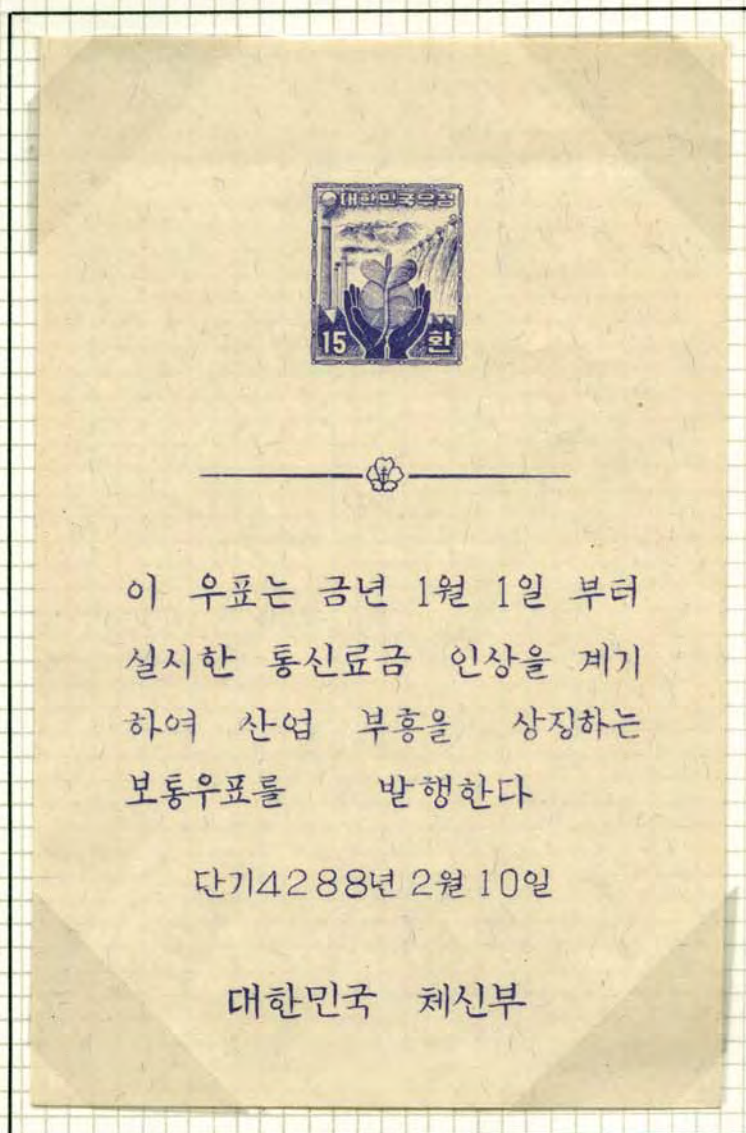 대한민국우정
15 환
이 우표는 금년 1월 1일 부터
실시한 통신료금 인상을 계기
하여 산업 부흥을 상징하는
보통우표를 발행한다
단기4288년 2월 10일
대한민국 체신부